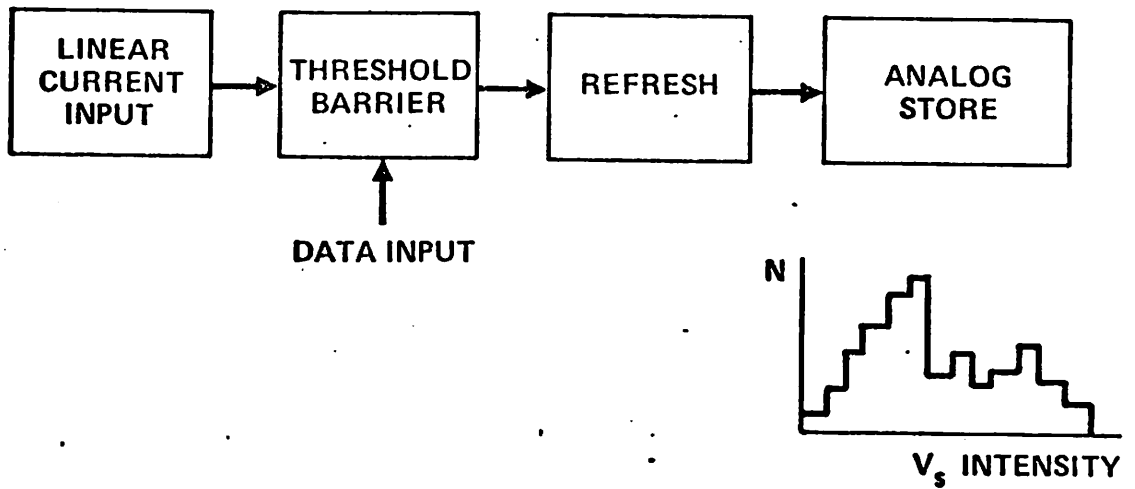 LINEAR
CURRENT
INPUT
THRESHOLD
BARRIER
REFRESH
ANALOG
STORE
DATA INPUT
N
Vs INTENSITY